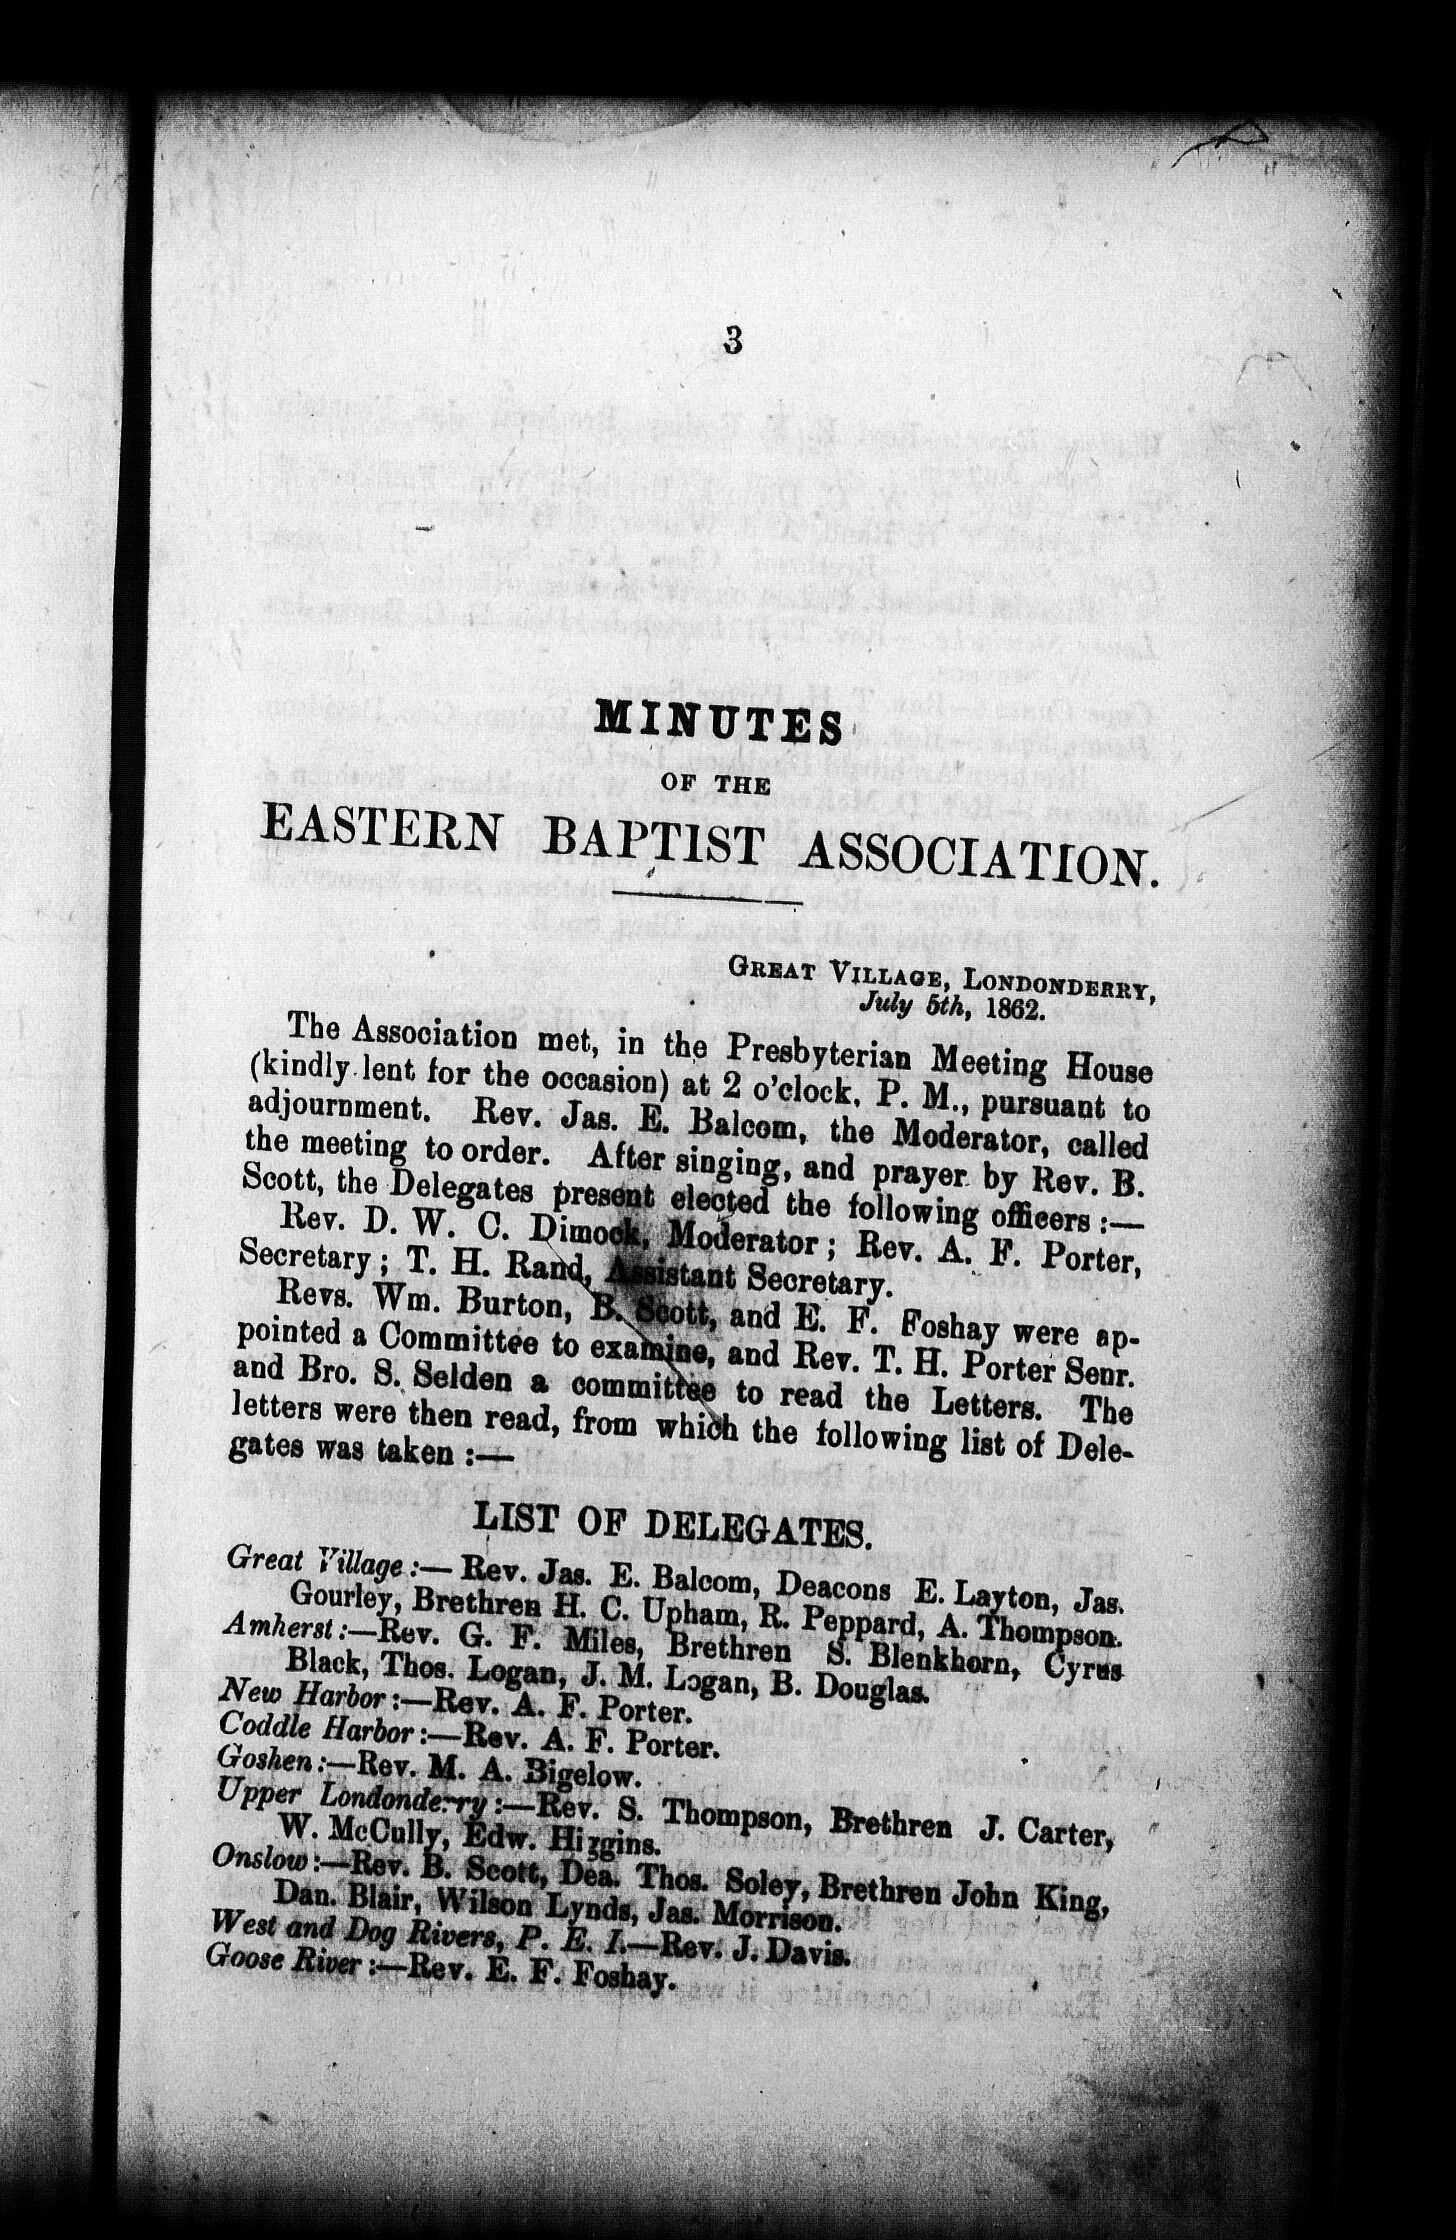 3
MINUTES
OF THE
EASTERN BAPTIST ASSOCIATION.
GREAT VILLAGE, LONDONDERRY,
July 5th, 1862.
The Association met, in the Presbyterian Meeting House
(kindly lent for the occasion) at 2 o'clock, P. M., pursuant to
adjournment. Rev. Jas. E. Balcom, the Moderator, called
the meeting to order. After singing, and prayer by Rev. B.
Scott, the Delegates present elected the following officers :—
Rev. D. W. C. Dimock, Moderator ; Rev. A. F. Porter,
Secretary ; T. H. Rand, Assistant Secretary.
Revs. Wm. Burton, B. Scott, and E. F. Foshay were ap-
pointed a Committee to examine, and Rev. T. H. Porter Senr.
and Bro. S. Selden a committee to read the Letters. The
letters were then read, from which the following list of Dele-
gates was taken :—
LIST OF DELEGATES.
Great Village :— Rev. Jas. E. Balcom, Deacons E. Layton, Jas.
Gourley, Brethren H. C. Upham, R. Peppard, A. Thompson.
Amherst :—Rev. G. F. Miles, Brethren S. Blenkhorn, Cyrus
Black, Thos. Logan, J. M. Logan, B. Douglas.
New Harbor :—Rev. A. F. Porter.
Coddle Harbor :—Rev. A. F. Porter.
Goshen :—Rev. M. A. Bigelow.
Upper Londonderry :—Rev. S. Thompson, Brethren J. Carter,
W. McCully, Edw. Higgins.
Onslow :—Rev. B. Scott, Dea. Thos. Soley, Brethren John King,
Dan. Blair, Wilson Lynds, Jas. Morrison.
West and Dog Rivers, P. E. I.—Rev. J. Davis.
Goose River :—Rev. E. F. Foshay.